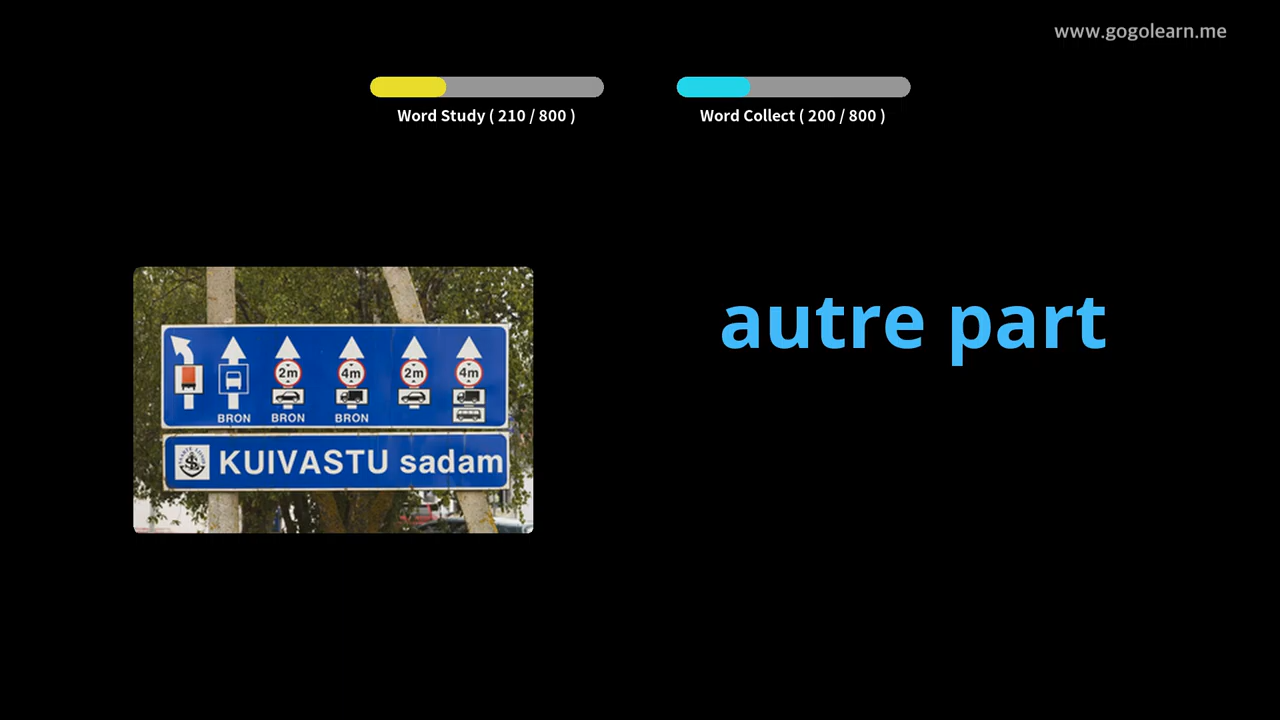 www.gogolearn.me
Word Study ( 210 / 800 )
Word Collect ( 200 / 800 )
autre part
2m 4m 2m 4m
BRON BRON BRON
KUIVASTU sadam